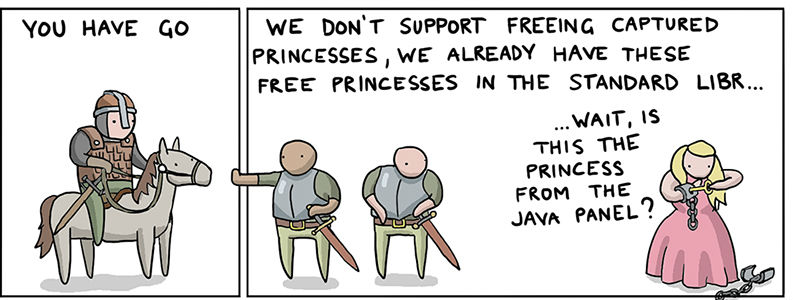 YOU HAVE GO
WE DON'T SUPPORT FREEING CAPTURED
PRINCESSES, WE ALREADY HAVE THESE
FREE PRINCESSES IN THE STANDARD LIBR...
...WAIT, IS
THIS THE
PRINCESS
FROM THE
JAVA PANEL?